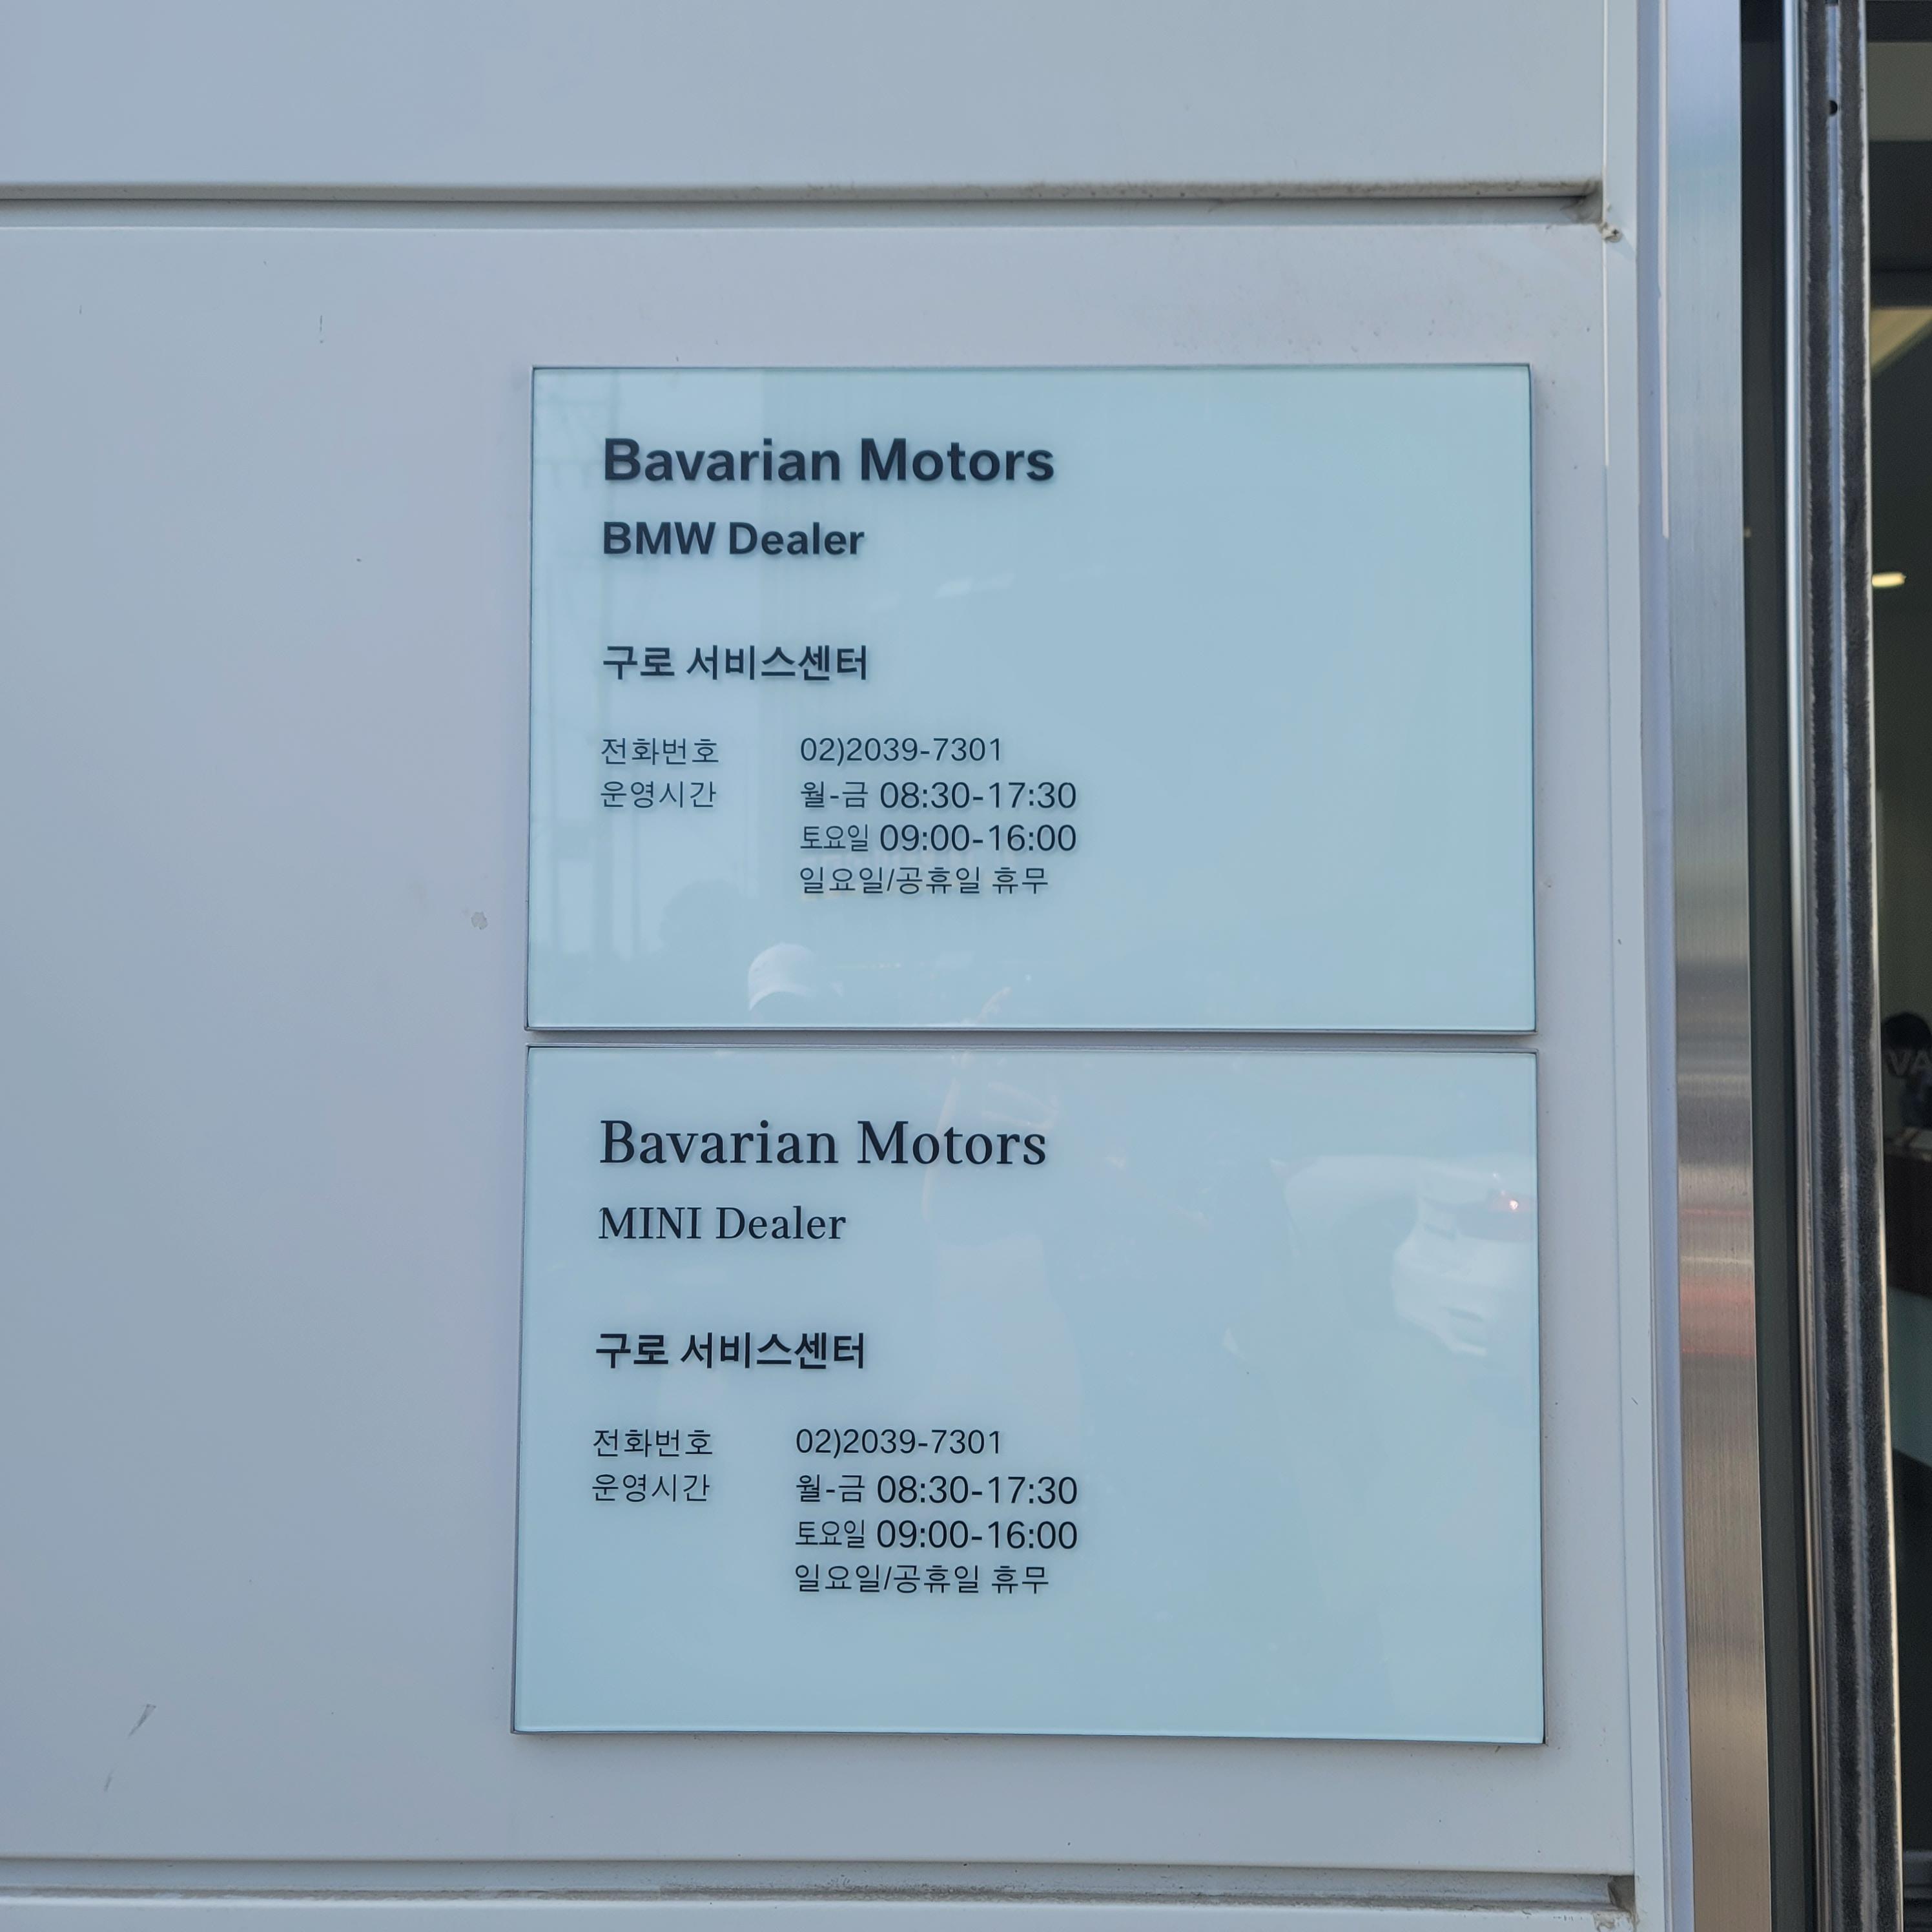 Bavarian Motors
BMW Dealer
구로 서비스센터
전화번호 02)2039-7301
운영시간 월-금 08:30-17:30
토요일 09:00-16:00
일요일/공휴일 휴무
Bavarian Motors
MINI Dealer
구로 서비스센터
전화번호 02)2039-7301
운영시간 월-금 08:30-17:30
토요일 09:00-16:00
일요일/공휴일 휴무